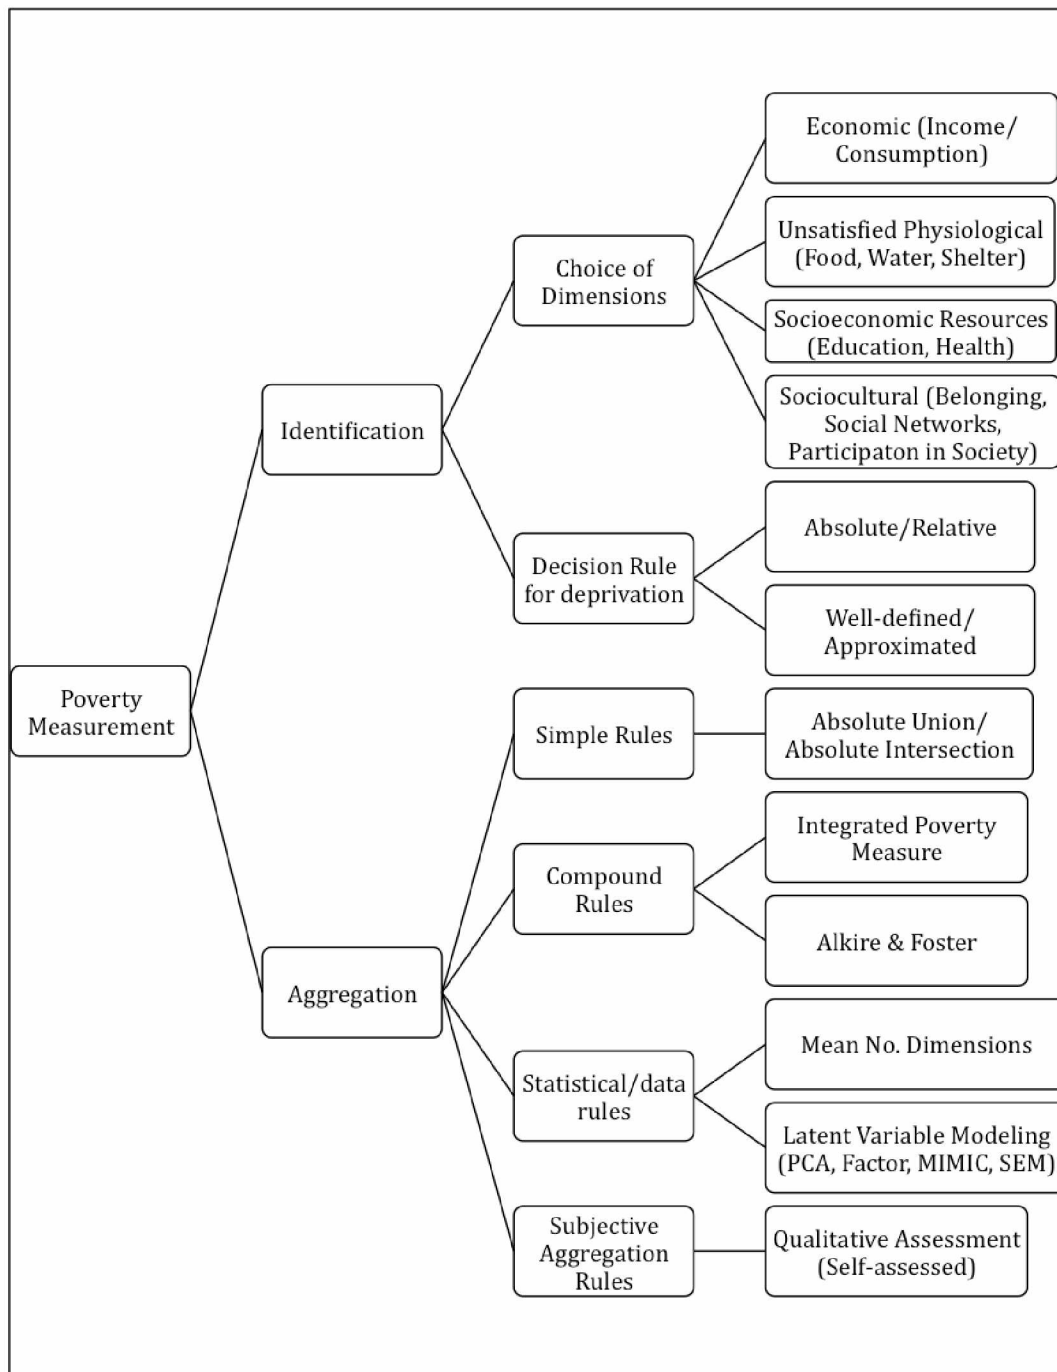 Economic (Income/
Consumption)
Unsatisfied Physiological
(Food, Water, Shelter)
Choice of
Dimensions
Socioeconomic Resources
(Education, Health)
Sociocultural (Belonging,
Social Networks,
Participaton in Society)
Identification
Absolute/Relative
Decision Rule
for deprivation
Well-defined/
Approximated
Poverty
Measurement
Simple Rules
Absolute Union/
Absolute Intersection
Integrated Poverty
Measure
Compound
Rules
Alkire & Foster
Aggregation
Mean No. Dimensions
Statistical/data
rules
Latent Variable Modeling
(PCA, Factor, MIMIC, SEM)
Subjective
Aggregation
Rules
Qualitative Assessment
(Self-assessed)